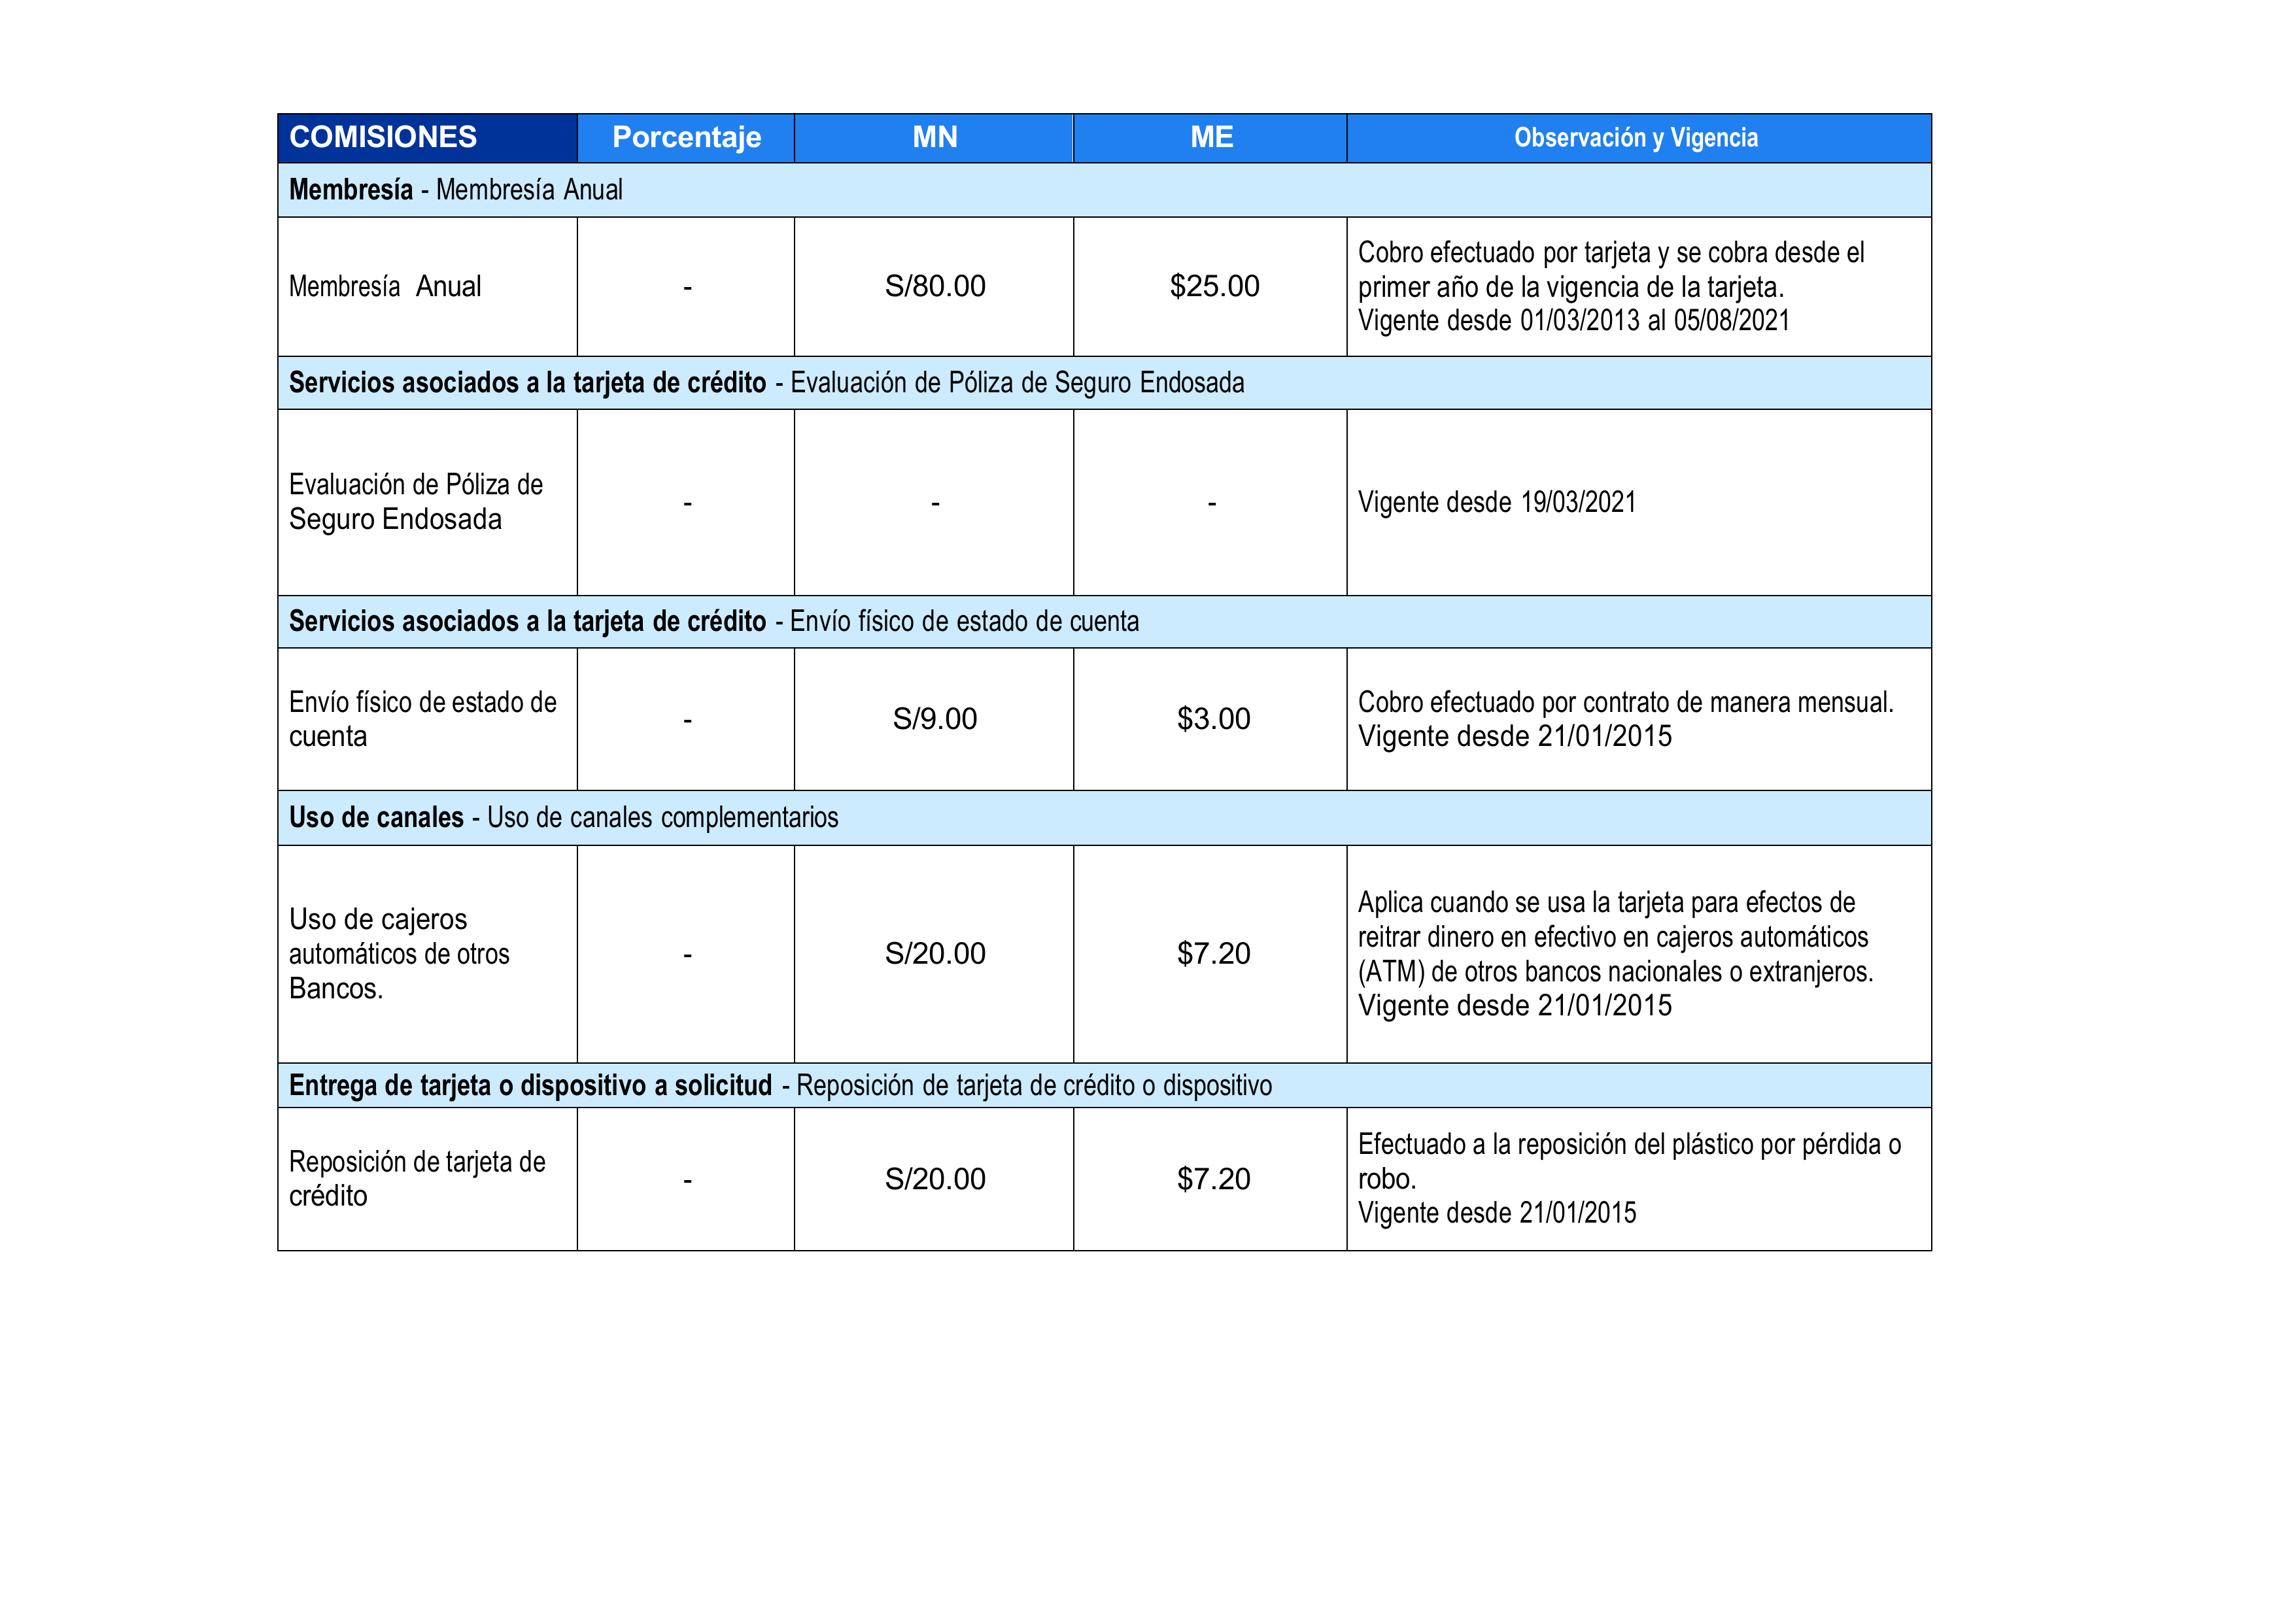 COMISIONES Porcentaje MN ME Observación y Vigencia
Membresía - Membresía Anual
Membresía Anual - S/80.00 $25.00 Cobro efectuado por tarjeta y se cobra desde el
primer año de la vigencia de la tarjeta.
Vigente desde 01/03/2013 al 05/08/2021
Servicios asociados a la tarjeta de crédito - Evaluación de Póliza de Seguro Endosada
Evaluación de Póliza de
Seguro Endosada
- - - Vigente desde 19/03/2021
Servicios asociados a la tarjeta de crédito - Envío físico de estado de cuenta
Envío físico de estado de
cuenta
- S/9.00 $3.00
Cobro efectuado por contrato de manera mensual.
Vigente desde 21/01/2015
Uso de canales - Uso de canales complementarios
Uso de cajeros
automáticos de otros
Bancos.
- S/20.00 $7.20
Aplica cuando se usa la tarjeta para efectos de
reitrar dinero en efectivo en cajeros automáticos
(ATM) de otros bancos nacionales o extranjeros.
Vigente desde 21/01/2015
Entrega de tarjeta o dispositivo a solicitud - Reposición de tarjeta de crédito o dispositivo
Reposición de tarjeta de
crédito
- S/20.00 $7.20
Efectuado a la reposición del plástico por pérdida o
robo.
Vigente desde 21/01/2015